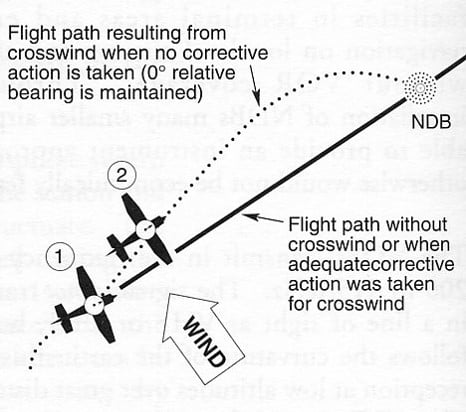 Flight path resulting from
crosswind when no corrective
action is taken (0° relative
bearing is maintained)
NDB
2
Flight path without
crosswind or when
adequatecorrective
action was taken
for crosswind
1
WIND